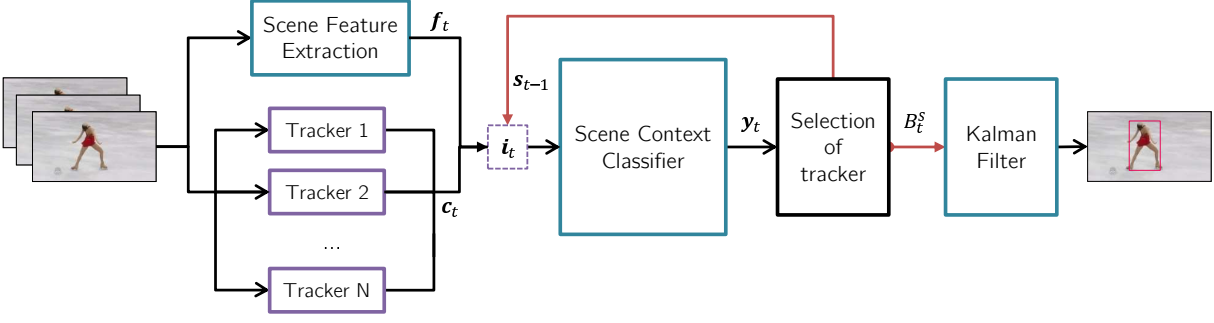 Scene Feature
Extraction
f_t
Tracker 1
Tracker 2
...
Tracker N
c_t
s_{t−1}
i_t
Scene Context
Classifier
y_t
Selection
of
tracker
B_t^s
Kalman
Filter